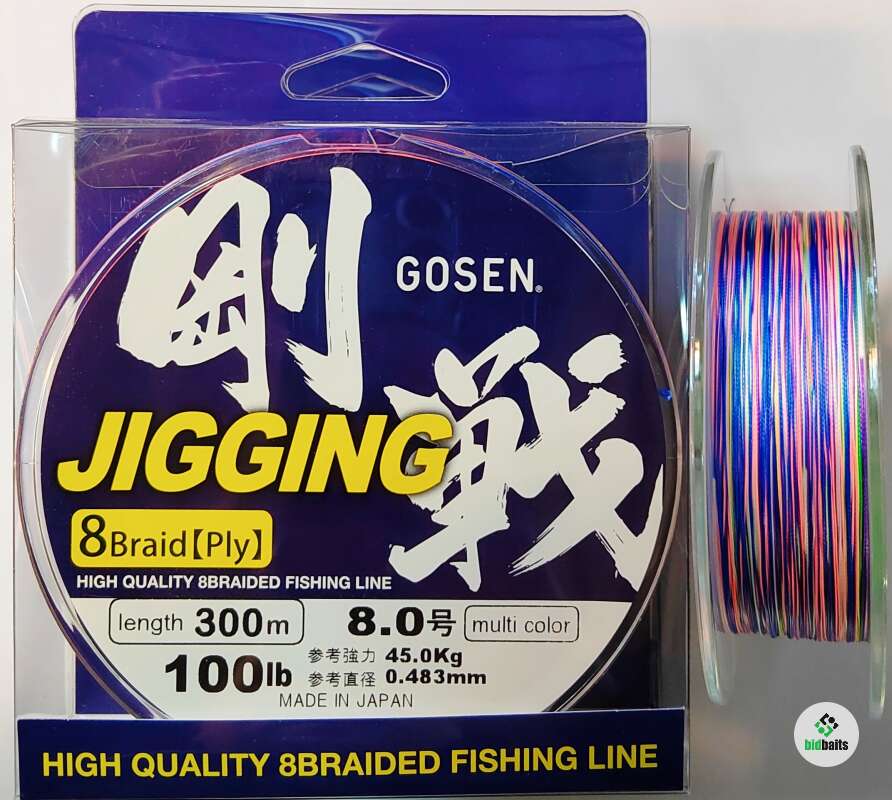 剛戦
GOSEN®
JIGGING
8Braid【Ply】
HIGH QUALITY 8BRAIDED FISHING LINE
length 300m 8.0号 multi color
100lb 参考強力 45.0Kg
参考直径 0.483mm
MADE IN JAPAN
HIGH QUALITY 8BRAIDED FISHING LINE
bidbaits